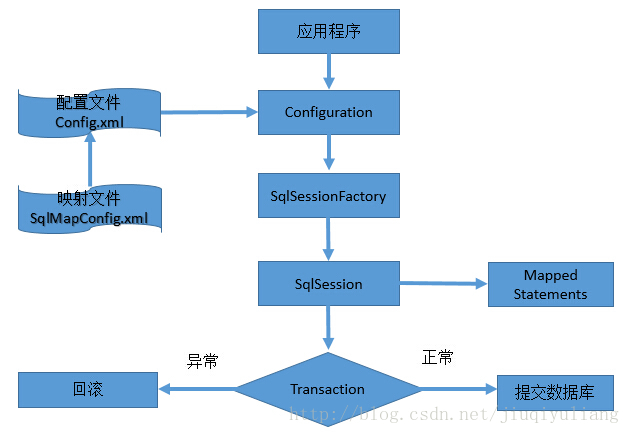 应用程序
配置文件
Config.xml
Configuration
映射文件
SqlMapConfig.xml
SqlSessionFactory
SqlSession
Mapped
Statements
异常
正常
回滚
Transaction
提交数据库
http://blog.csdn.net/jiuqiyuliang